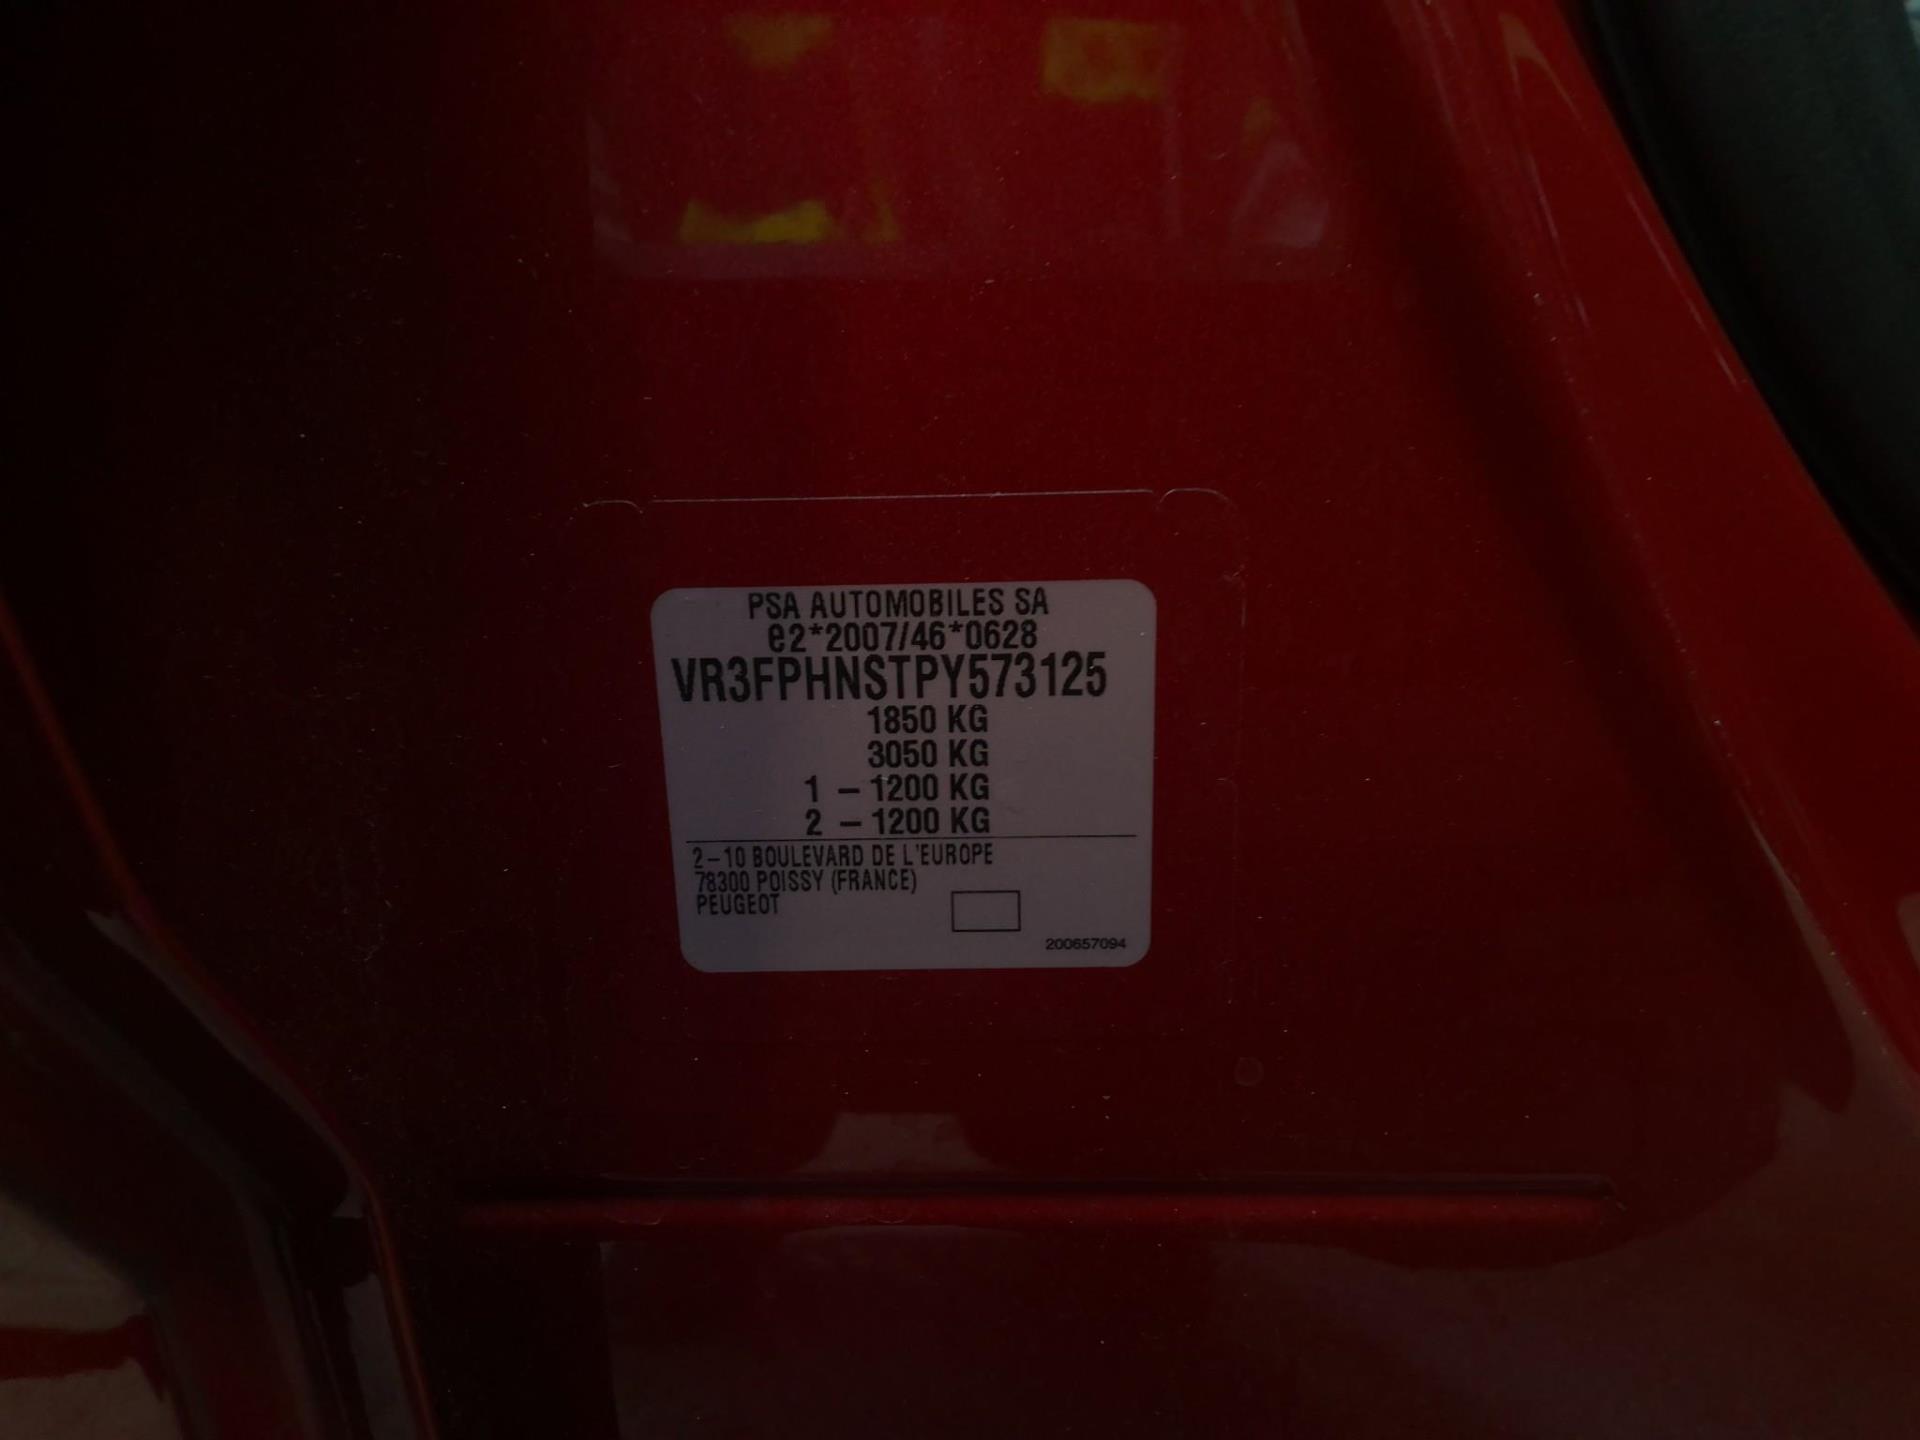 PSA AUTOMOBILES SA
e2*2007/46*0628
VR3FPHNSTPY573125
1850 KG
3050 KG
1 – 1200 KG
2 – 1200 KG
2–10 BOULEVARD DE L'EUROPE
78300 POISSY (FRANCE)
PEUGEOT
200657094